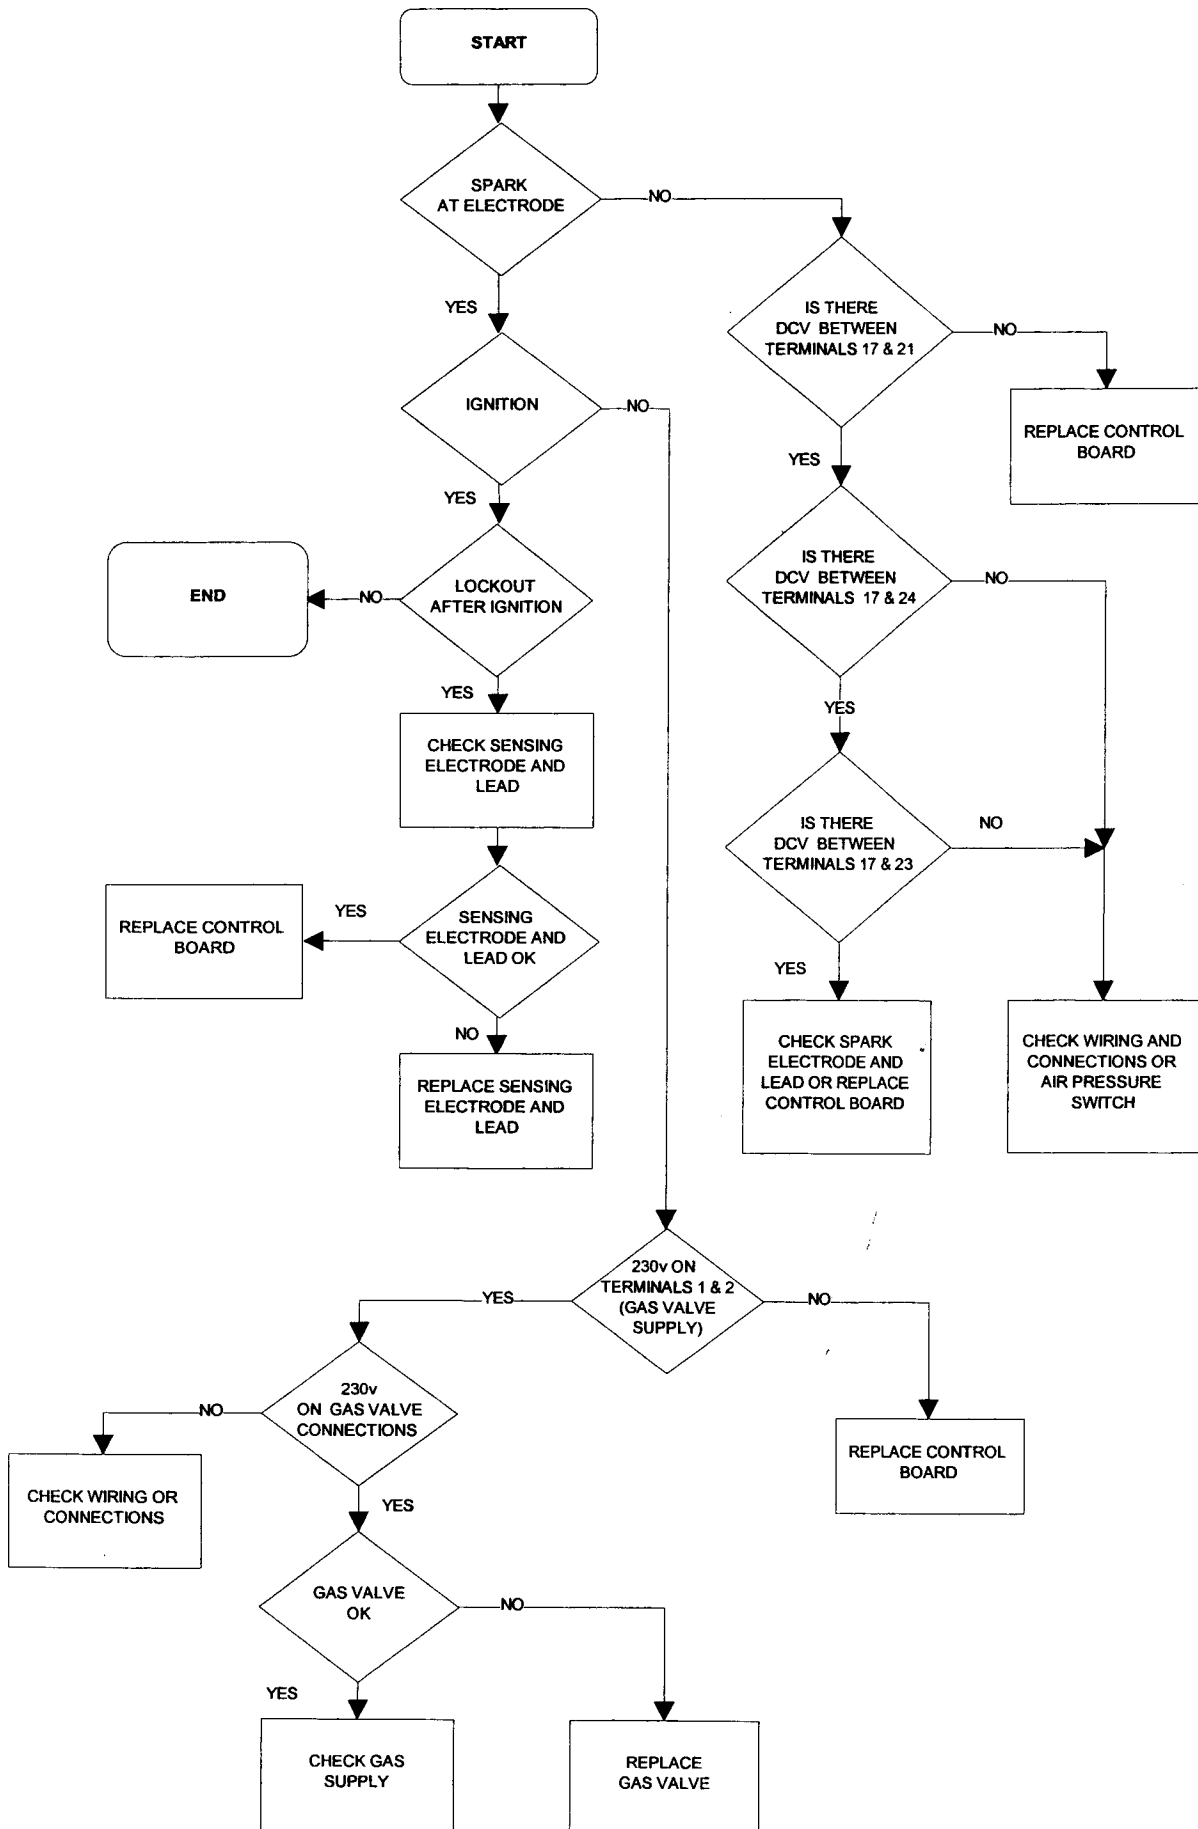 START
SPARK
AT ELECTRODE
NO
YES
IS THERE
DCV BETWEEN
TERMINALS 17 & 21
NO
IGNITION
NO
REPLACE CONTROL
BOARD
YES
YES
IS THERE
DCV BETWEEN
TERMINALS 17 & 24
NO
END
NO
LOCKOUT
AFTER IGNITION
YES
YES
CHECK SENSING
ELECTRODE AND
LEAD
IS THERE
DCV BETWEEN
TERMINALS 17 & 23
NO
REPLACE CONTROL
BOARD
YES
SENSING
ELECTRODE AND
LEAD OK
YES
NO
CHECK SPARK
ELECTRODE AND
LEAD OR REPLACE
CONTROL BOARD
CHECK WIRING AND
CONNECTIONS OR
AIR PRESSURE
SWITCH
REPLACE SENSING
ELECTRODE AND
LEAD
230v ON
TERMINALS 1 & 2
(GAS VALVE
SUPPLY)
YES
NO
230v
ON GAS VALVE
CONNECTIONS
NO
REPLACE CONTROL
BOARD
CHECK WIRING OR
CONNECTIONS
YES
GAS VALVE
OK
NO
YES
CHECK GAS
SUPPLY
REPLACE
GAS VALVE